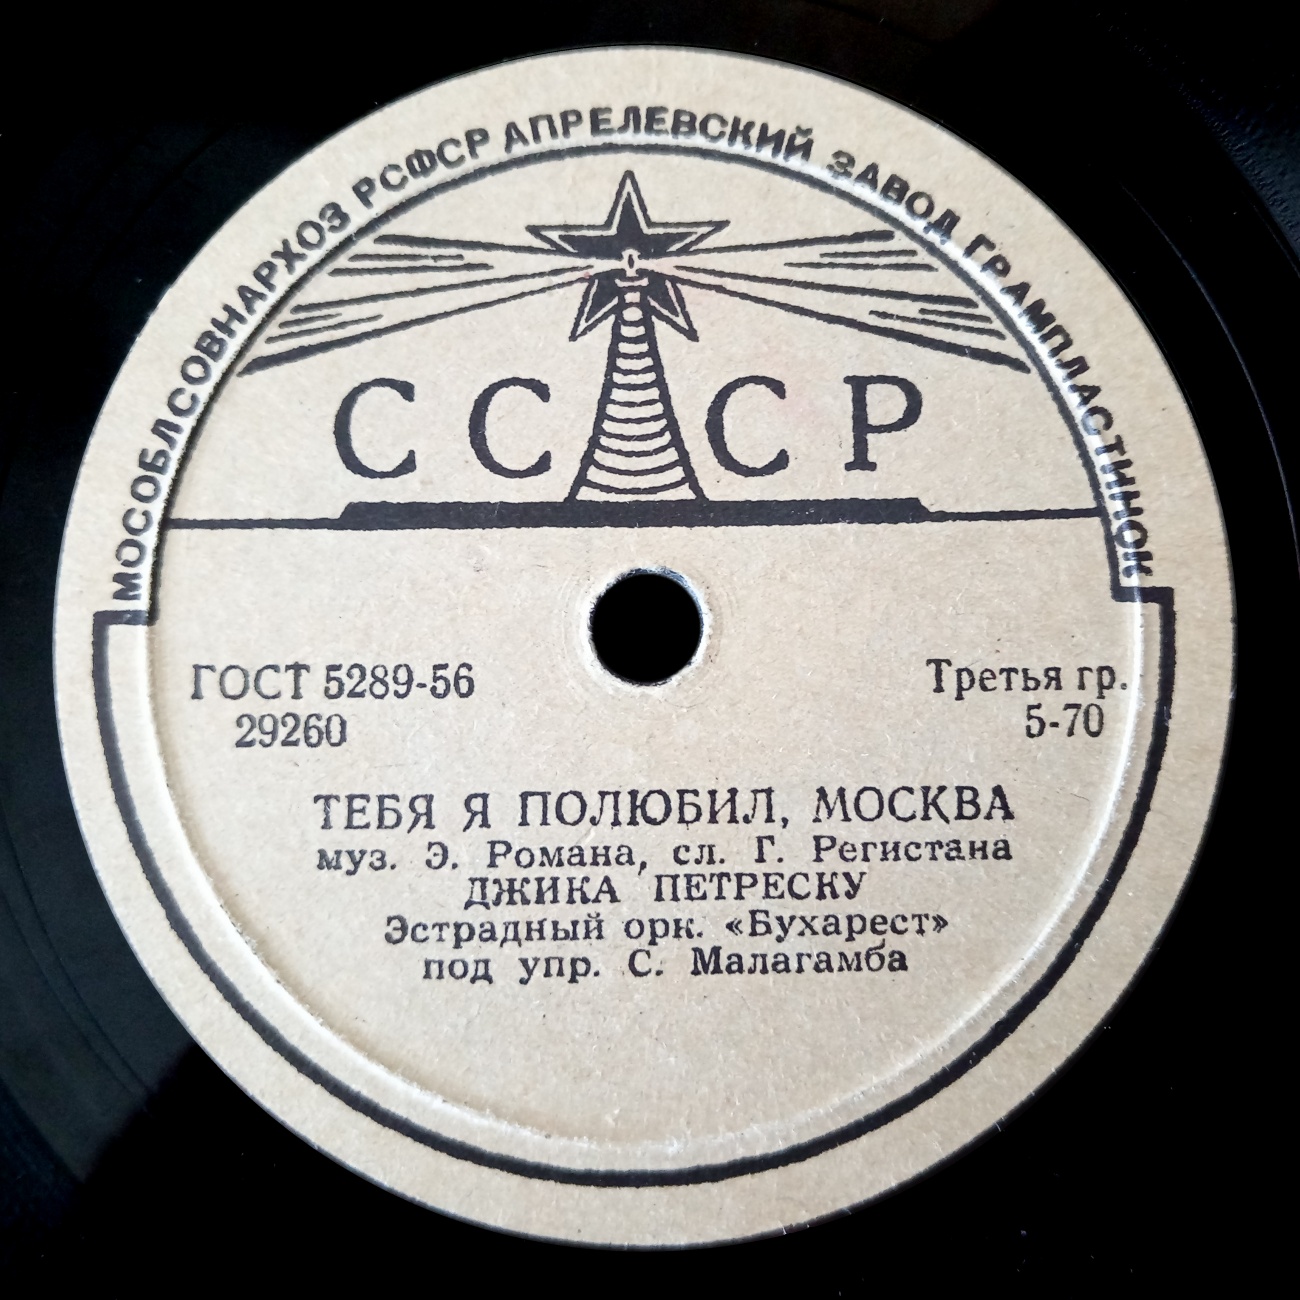 МОСОБЛСОВНАРХОЗ РСФСР АПРЕЛЕВСКИЙ ЗАВОД ГРАМПЛАСТИНОК
СССР
ГОСТ 5289-56
29260
Третья гр.
5-70
ТЕБЯ Я ПОЛЮБИЛ, МОСКВА
муз. Э. Романа, сл. Г. Регистана
ДЖИКА ПЕТРЕСКУ
Эстрадный орк. «Бухарест»
под упр. С. Малагамба